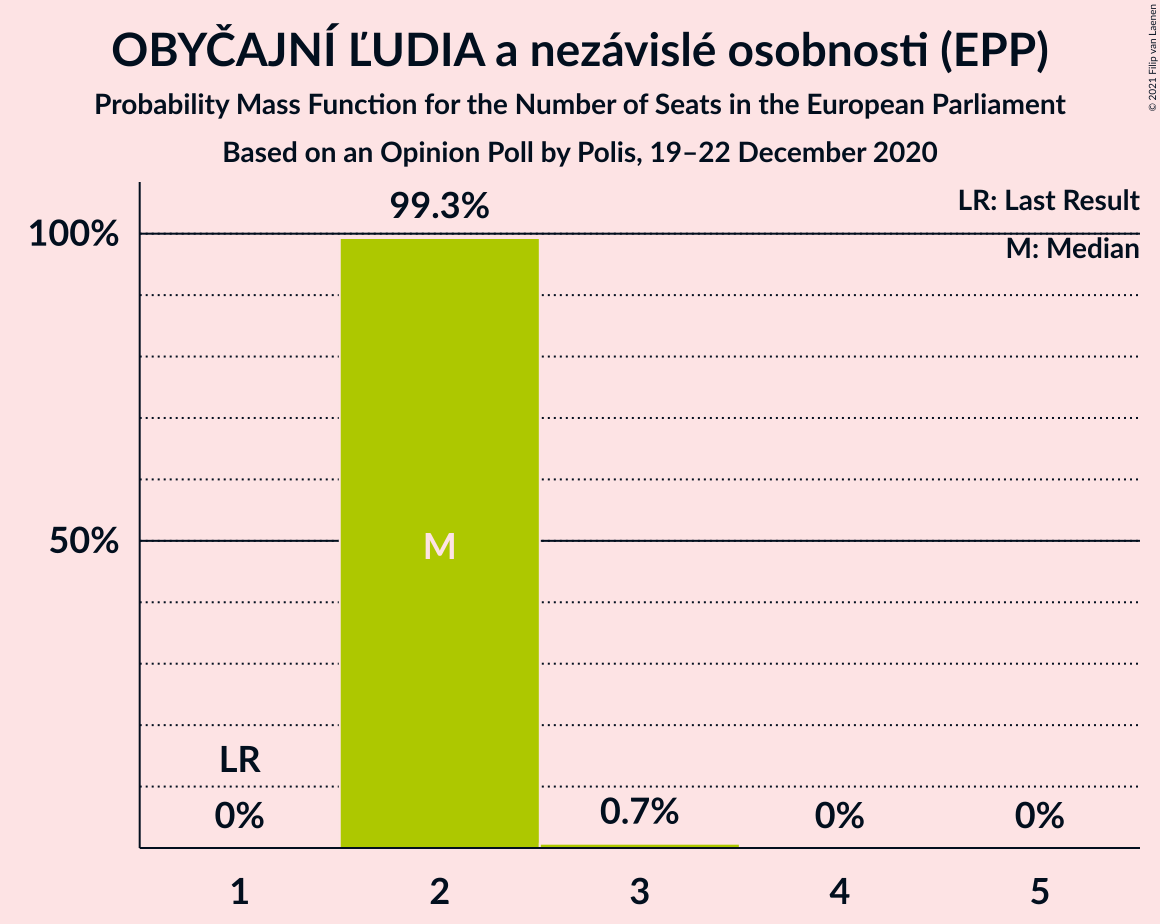 OBYČAJNÍ ĽUDIA a nezávislé osobnosti (EPP)
Probability Mass Function for the Number of Seats in the European Parliament
Based on an Opinion Poll by Polis, 19–22 December 2020
© 2021 Filip van Laenen
LR: Last Result
M: Median
99.3%
100%
50%
M
LR
0%
0.7%
0%
0%
1 2 3 4 5